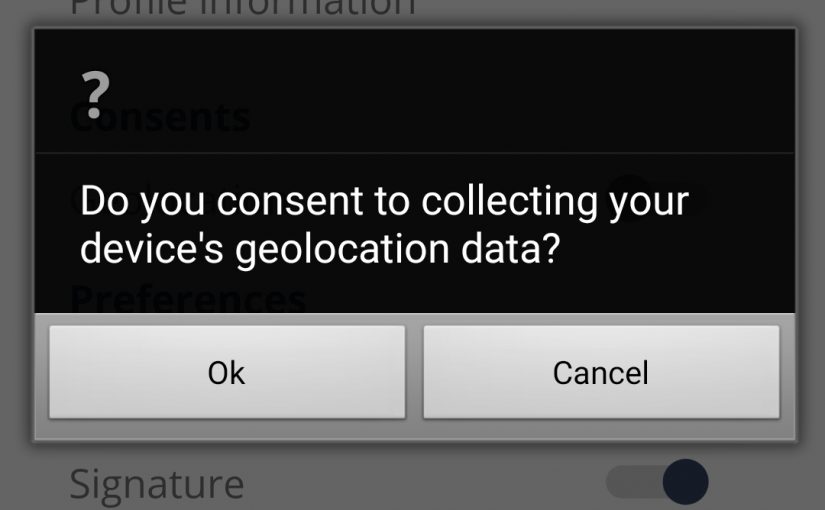 Profile Information
?
Consents
Do you consent to collecting your
device's geolocation data?
Preferences
Ok
Cancel
Signature